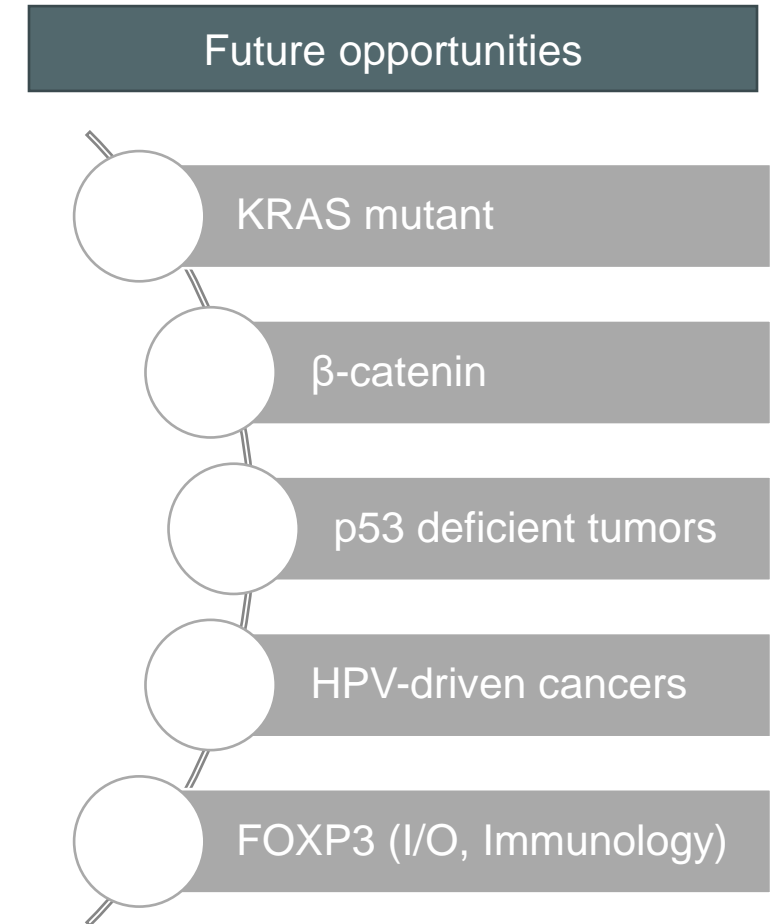 Future opportunities
KRAS mutant
β-catenin
p53 deficient tumors
HPV-driven cancers
FOXP3 (I/O, Immunology)